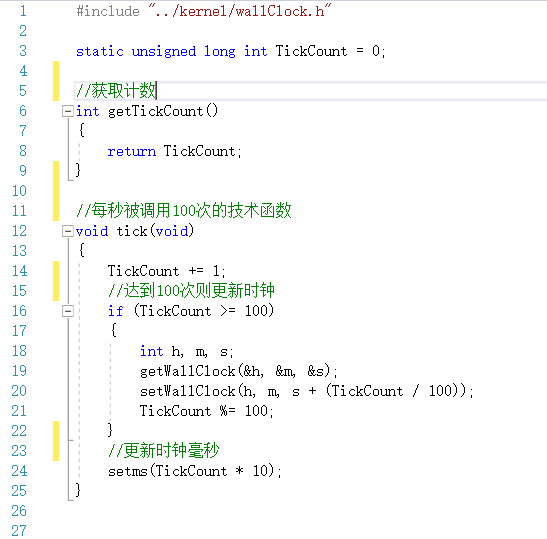 1 #include "../kernel/wallClock.h"
2
3 static unsigned long int TickCount = 0;
4
5 //获取计数
6 int getTickCount()
7 {
8     return TickCount;
9 }
10
11 //每秒被调用100次的技术函数
12 void tick(void)
13 {
14     TickCount += 1;
15     //达到100次则更新时钟
16     if (TickCount >= 100)
17     {
18         int h, m, s;
19         getWallClock(&h, &m, &s);
20         setWallClock(h, m, s + (TickCount / 100));
21         TickCount %= 100;
22     }
23     //更新时钟毫秒
24     setms(TickCount * 10);
25 }
26
27